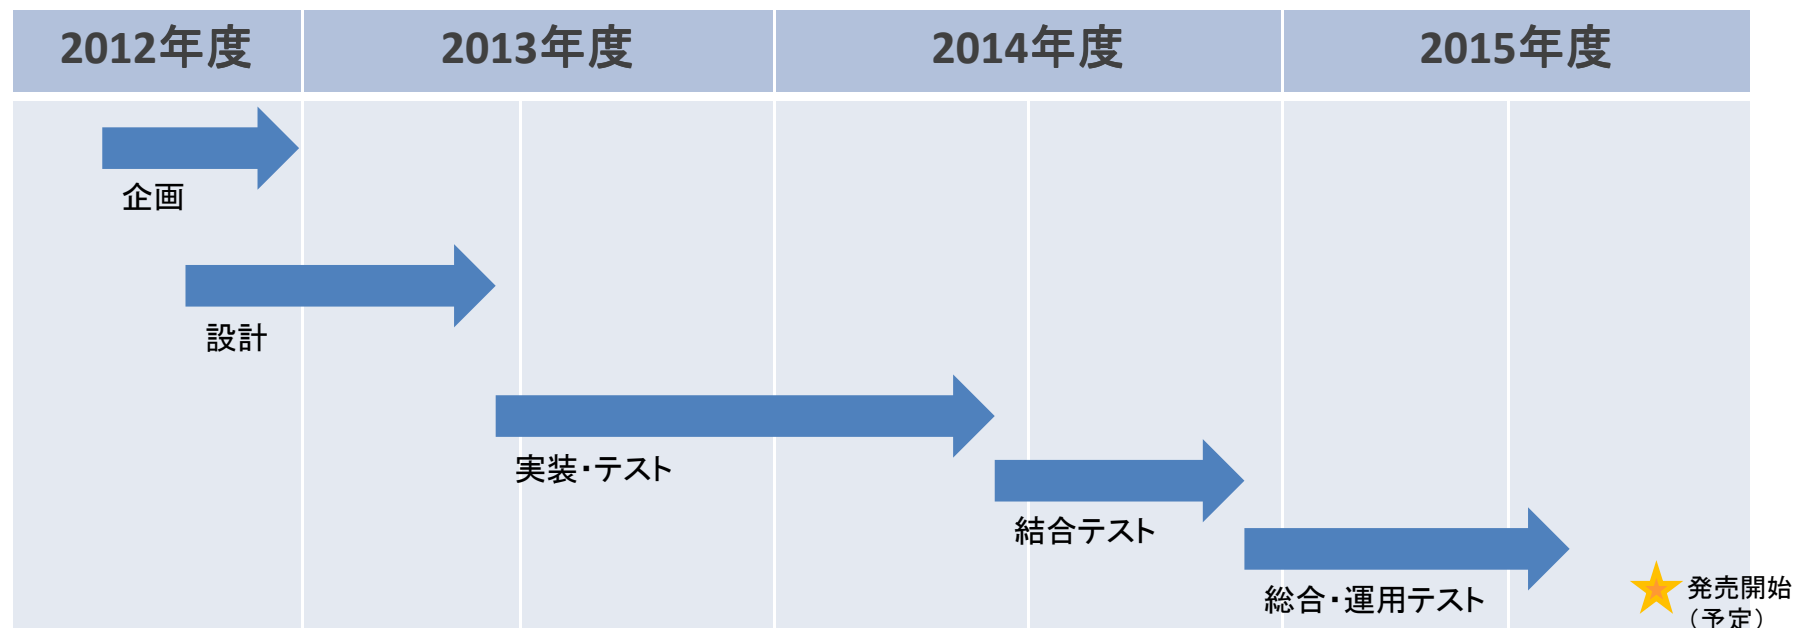 2012年度 2013年度 2014年度 2015年度
企画
設計
実装・テスト
結合テスト
総合・運用テスト
発売開始
（予定）